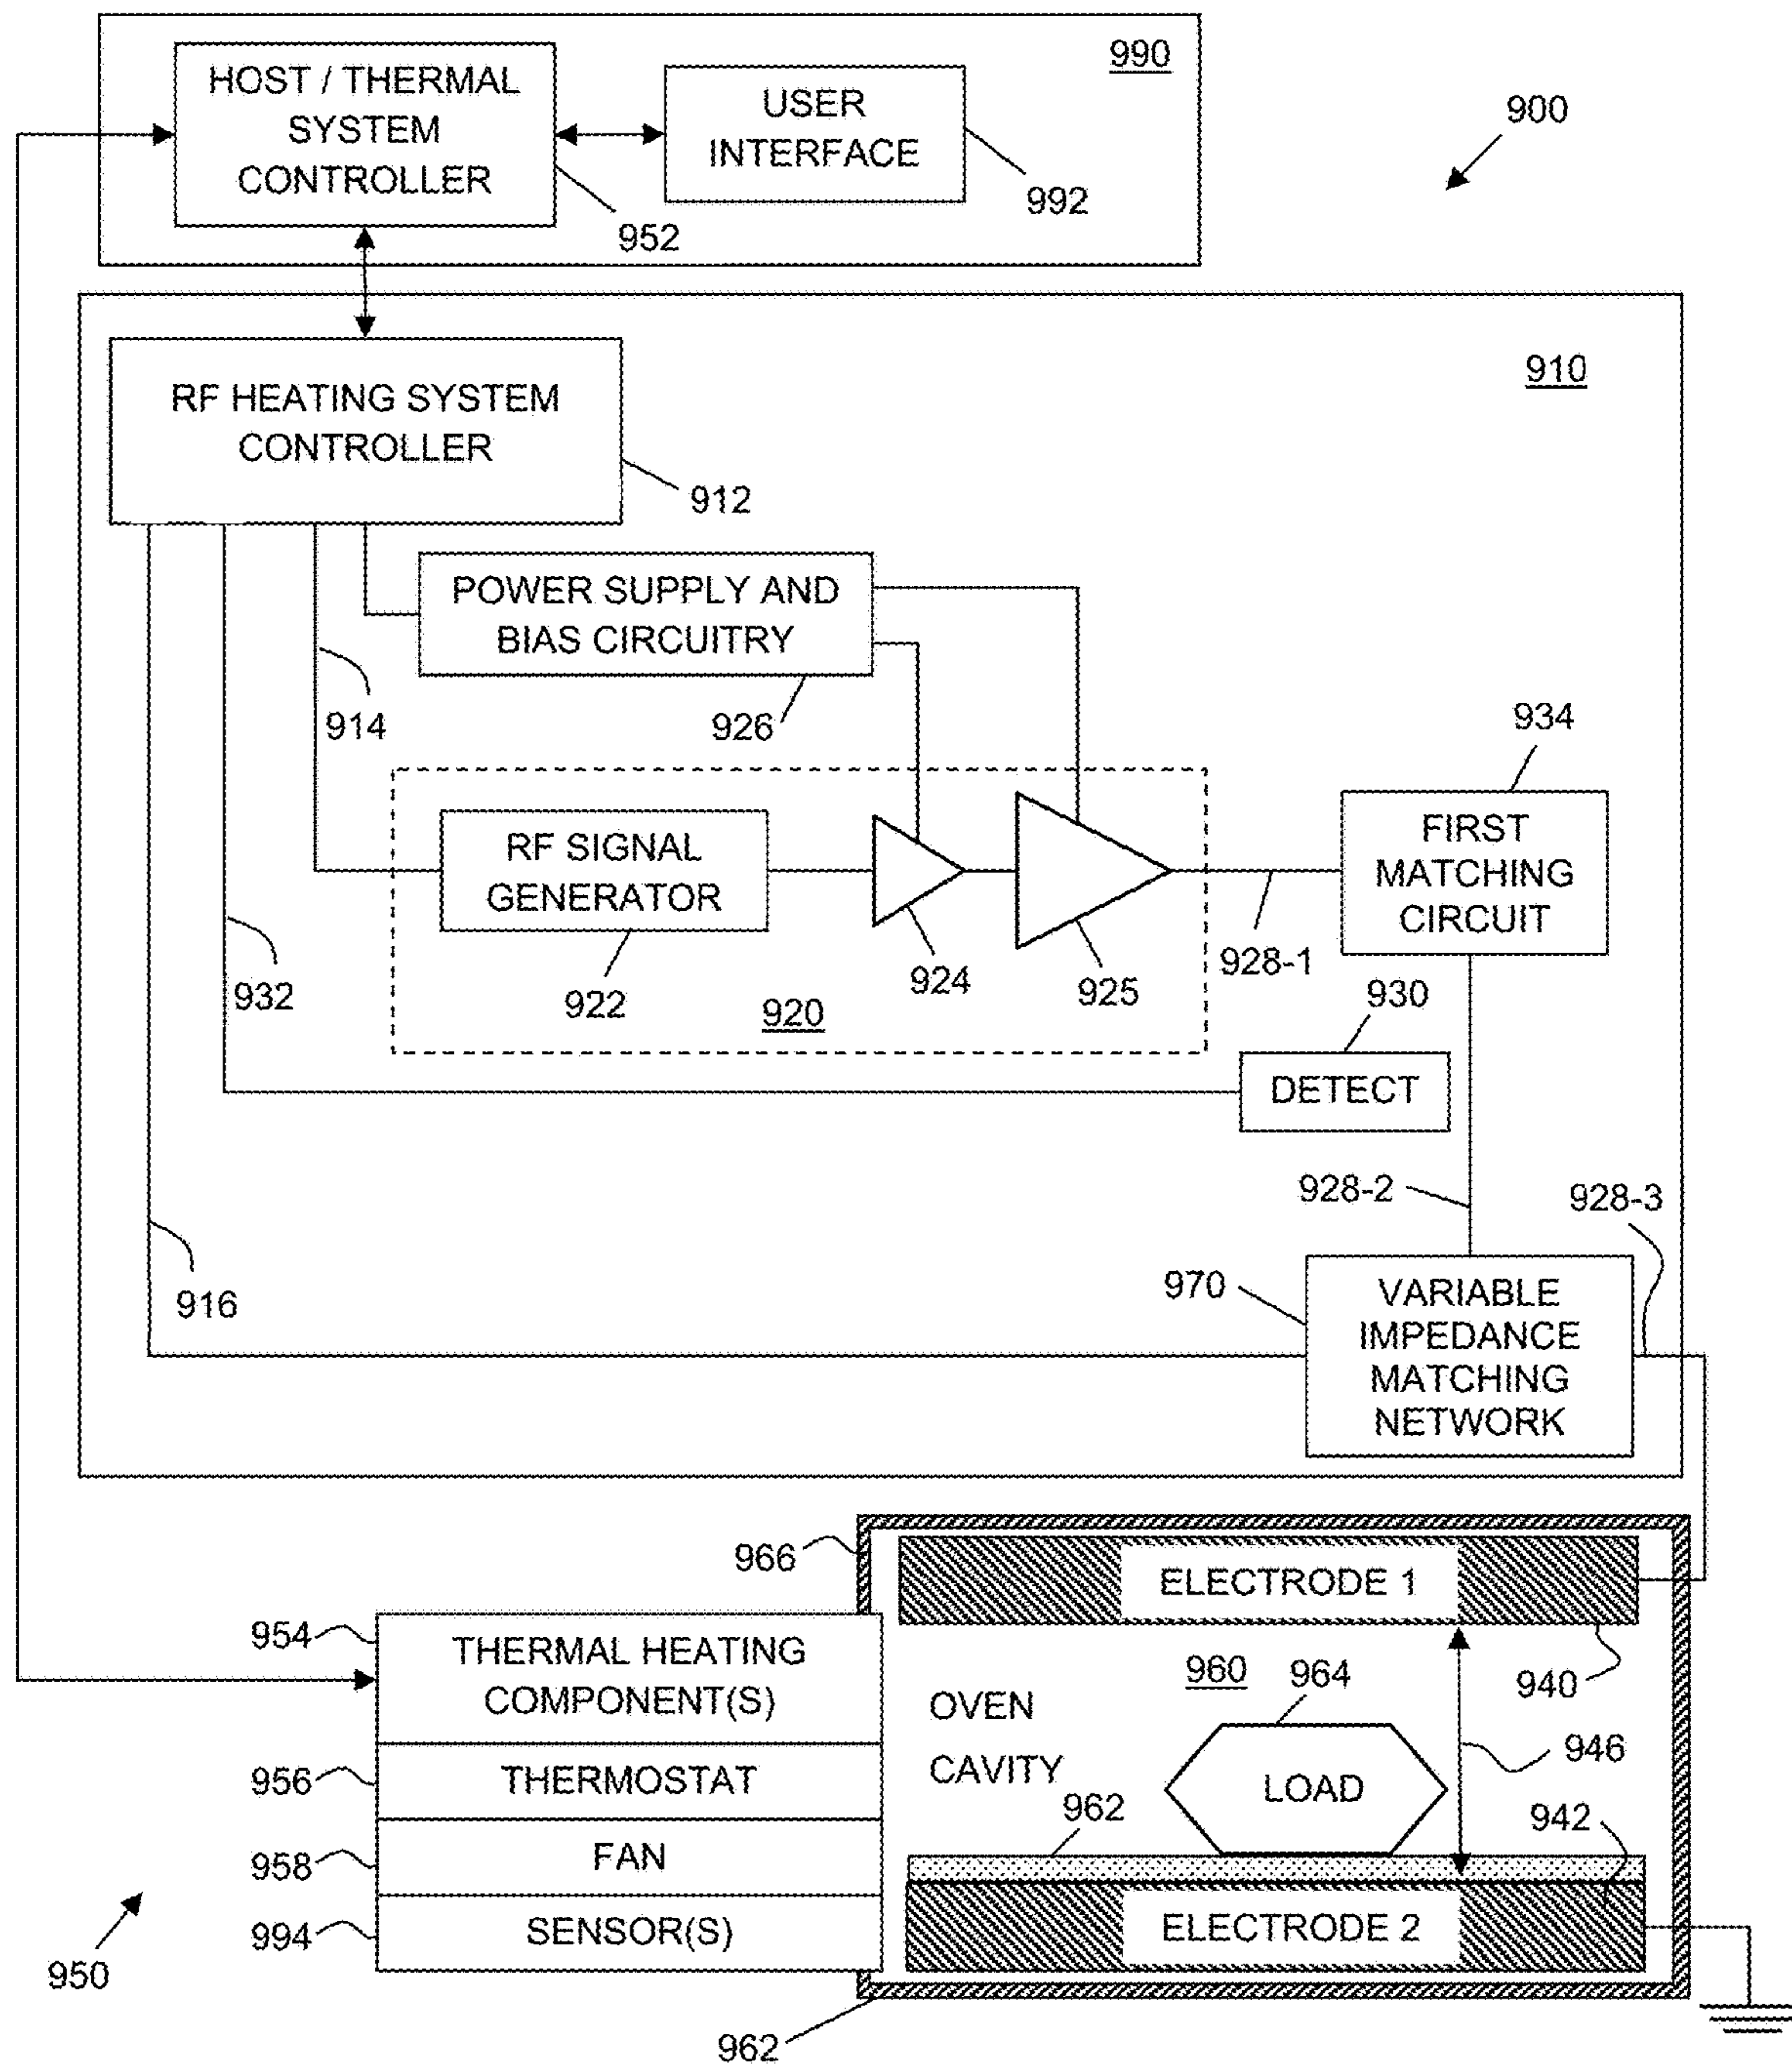 990
HOST / THERMAL
SYSTEM
CONTROLLER
USER
INTERFACE
900
992
952
910
RF HEATING SYSTEM
CONTROLLER
912
POWER SUPPLY AND
BIAS CIRCUITRY
914
926
934
RF SIGNAL
GENERATOR
FIRST
MATCHING
CIRCUIT
928-1
924
925
932
922
920
930
DETECT
928-2
928-3
970
VARIABLE
IMPEDANCE
MATCHING
NETWORK
916
966
ELECTRODE 1
954
THERMAL HEATING
COMPONENT(S)
960
964
940
OVEN
CAVITY
946
956
THERMOSTAT
LOAD
962
942
958
FAN
994
SENSOR(S)
ELECTRODE 2
950
962